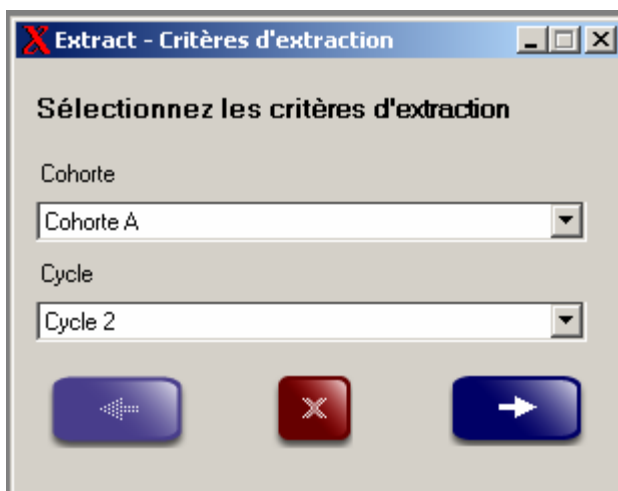 Extract - Critères d'extraction
Sélectionnez les critères d'extraction
Cohorte
Cohorte A
Cycle
Cycle 2